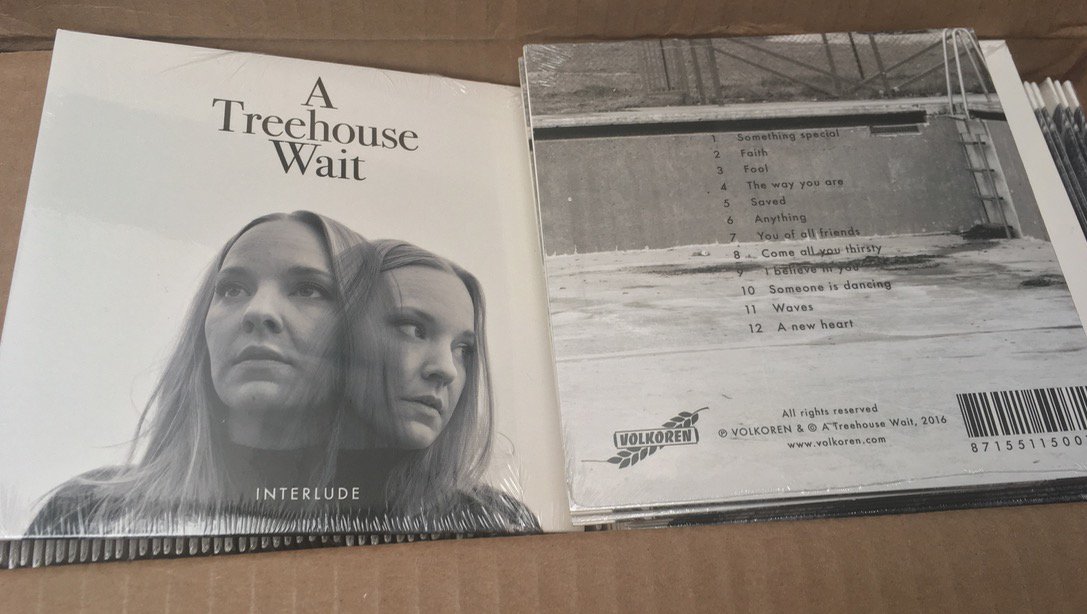 A
Treehouse
Wait
INTERLUDE
1 Something special
2 Faith
3 Fool
4 The way you are
5 Saved
6 Anything
7 You of all friends
8 Come all you thirsty
9 I believe in you
10 Someone is dancing
11 Waves
12 A new heart
VOLKOREN
All rights reserved
℗ VOLKOREN & © A Treehouse Wait, 2016
www.volkoren.com
8715511500